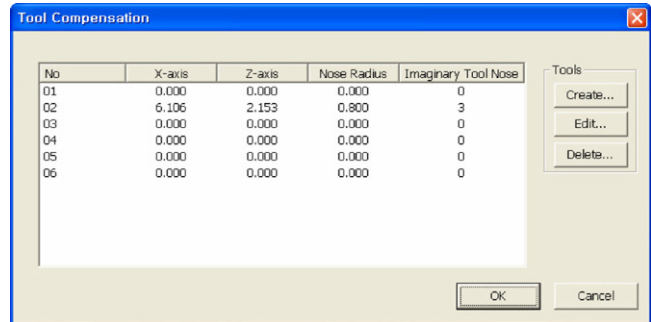 Tool Compensation
No X-axis Z-axis Nose Radius Imaginary Tool Nose
01 0.000 0.000 0.000 0
02 6.106 2.153 0.800 3
03 0.000 0.000 0.000 0
04 0.000 0.000 0.000 0
05 0.000 0.000 0.000 0
06 0.000 0.000 0.000 0
Tools
Create...
Edit...
Delete...
OK Cancel